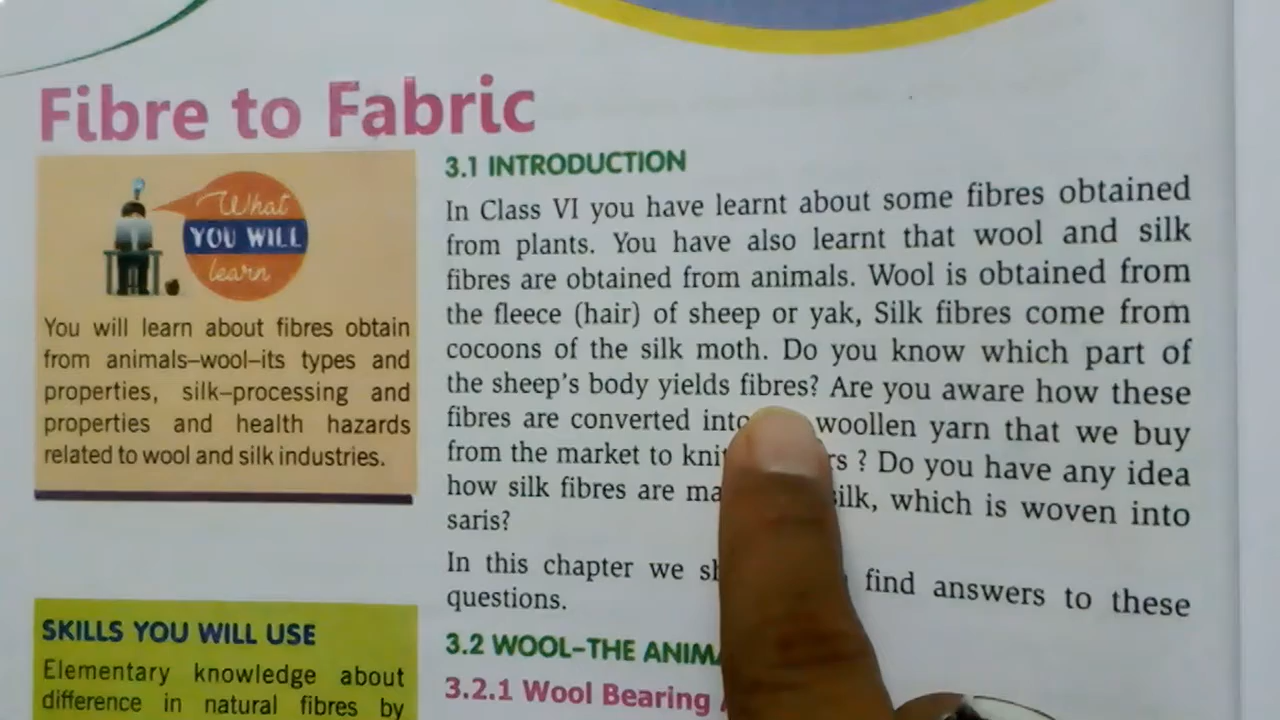 Fibre to Fabric
What
YOU WILL
learn
You will learn about fibres obtain
from animals–wool–its types and
properties, silk–processing and
properties and health hazards
related to wool and silk industries.
SKILLS YOU WILL USE
Elementary knowledge about
difference in natural fibres by
3.1 INTRODUCTION
In Class VI you have learnt about some fibres obtained
from plants. You have also learnt that wool and silk
fibres are obtained from animals. Wool is obtained from
the fleece (hair) of sheep or yak, Silk fibres come from
cocoons of the silk moth. Do you know which part of
the sheep's body yields fibres? Are you aware how these
fibres are converted into woollen yarn that we buy
from the market to knit ? Do you have any idea
how silk fibres are silk, which is woven into
saris?
In this chapter we find answers to these
questions.
3.2 WOOL–THE
3.2.1 Wool Bearing